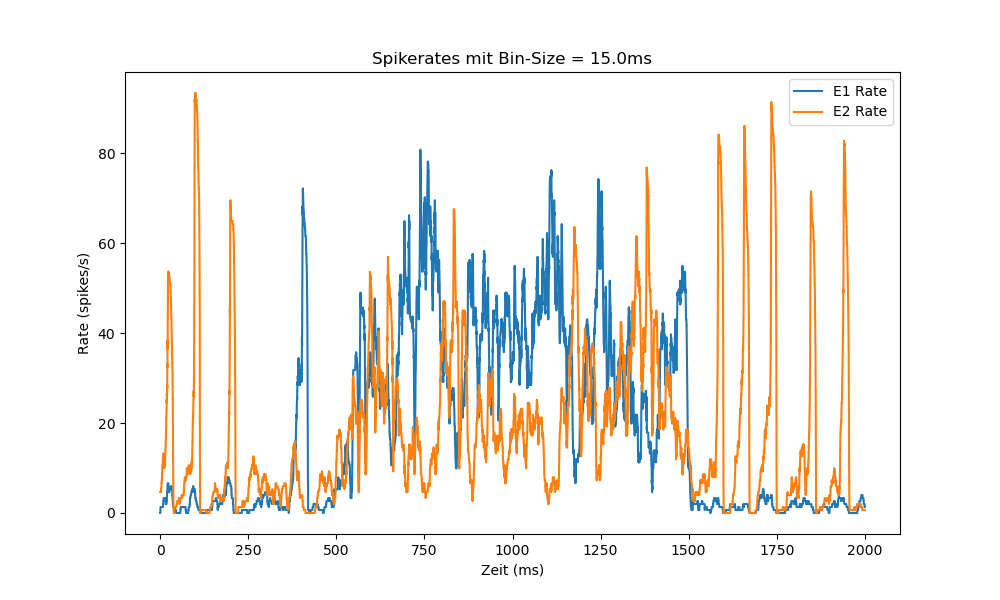 Spikerates mit Bin-Size = 15.0ms
E1 Rate
E2 Rate
Rate (spikes/s)
80
60
40
20
0
0 250 500 750 1000 1250 1500 1750 2000
Zeit (ms)